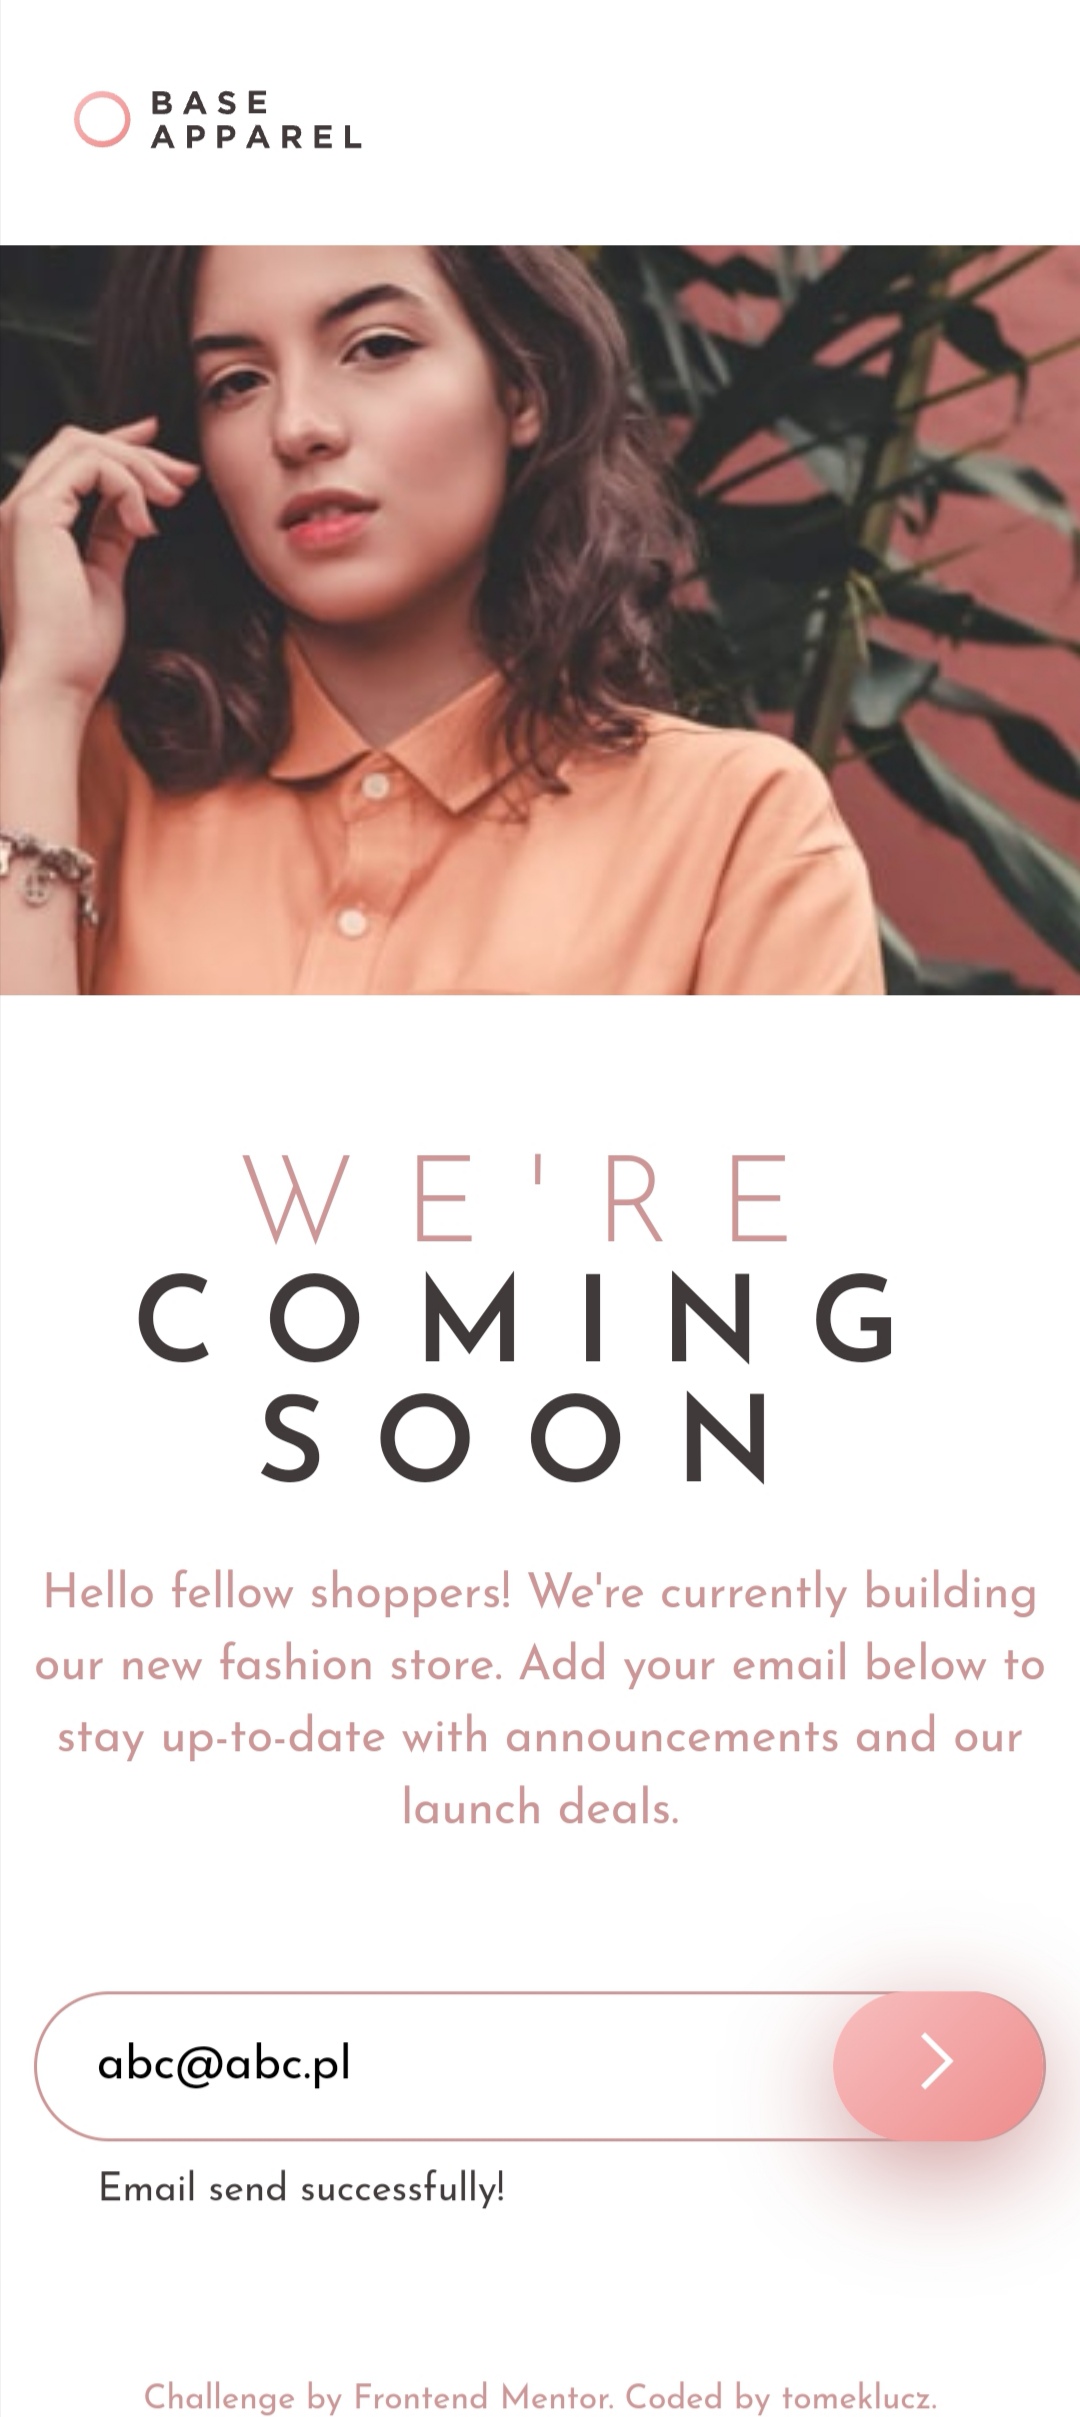 BASE
APPAREL
WE'RE
COMING
SOON
Hello fellow shoppers! We're currently building
our new fashion store. Add your email below to
stay up-to-date with announcements and our
launch deals.
abc@abc.pl
Email send successfully!
Challenge by Frontend Mentor. Coded by tomeklucz.